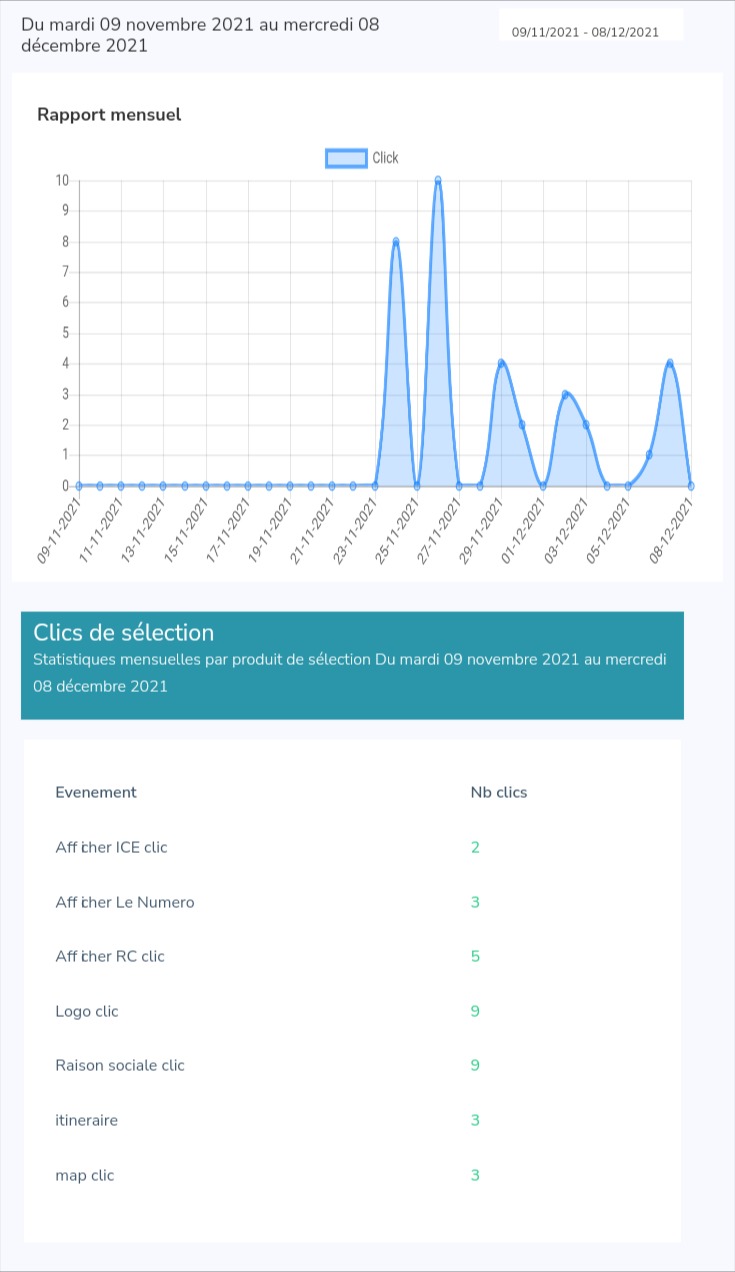 Du mardi 09 novembre 2021 au mercredi 08
décembre 2021
09/11/2021 - 08/12/2021
Rapport mensuel
Click
10
9
8
7
6
5
4
3
2
1
0
09-11-2021
11-11-2021
13-11-2021
15-11-2021
17-11-2021
19-11-2021
21-11-2021
23-11-2021
25-11-2021
27-11-2021
29-11-2021
01-12-2021
03-12-2021
05-12-2021
08-12-2021
Clics de sélection
Statistiques mensuelles par produit de sélection Du mardi 09 novembre 2021 au mercredi
08 décembre 2021
Evenement Nb clics
Afficher ICE clic 2
Afficher Le Numero 3
Afficher RC clic 5
Logo clic 9
Raison sociale clic 9
itineraire 3
map clic 3